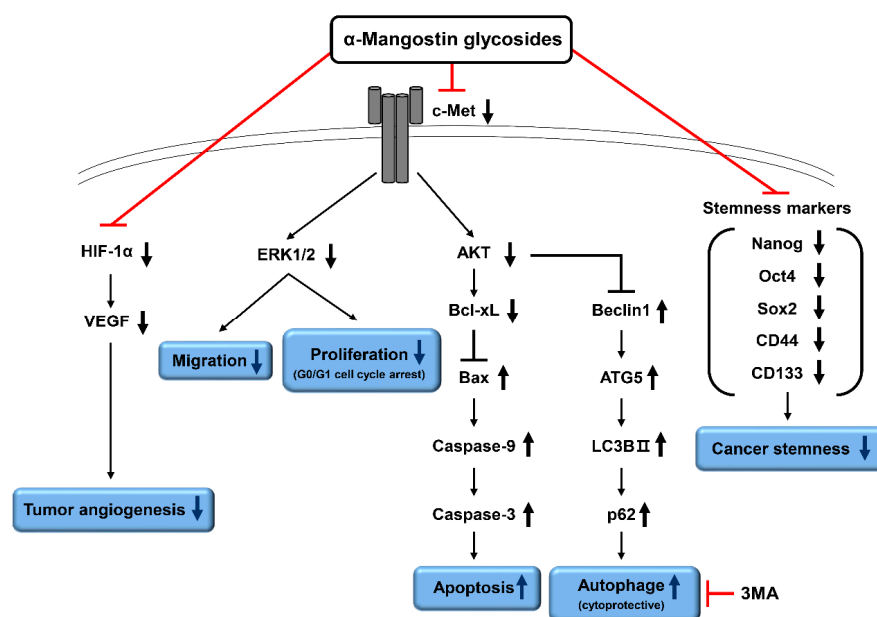 α-Mangostin glycosides
c-Met
HIF-1α
VEGF
Tumor angiogenesis
ERK1/2
Migration
Proliferation
(G0/G1 cell cycle arrest)
AKT
Bcl-xL
Bax
Caspase-9
Caspase-3
Apoptosis
Beclin1
ATG5
LC3BⅡ
p62
Autophage
(cytoprotective)
3MA
Stemness markers
Nanog
Oct4
Sox2
CD44
CD133
Cancer stemness